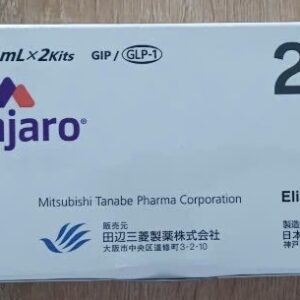 mL×2Kits GIP / GLP-1
2
njaro®
Mitsubishi Tanabe Pharma Corporation
Eli
販売元
田辺三菱製薬株式会社
大阪市中央区道修町3-2-10
製造
日本
神戸